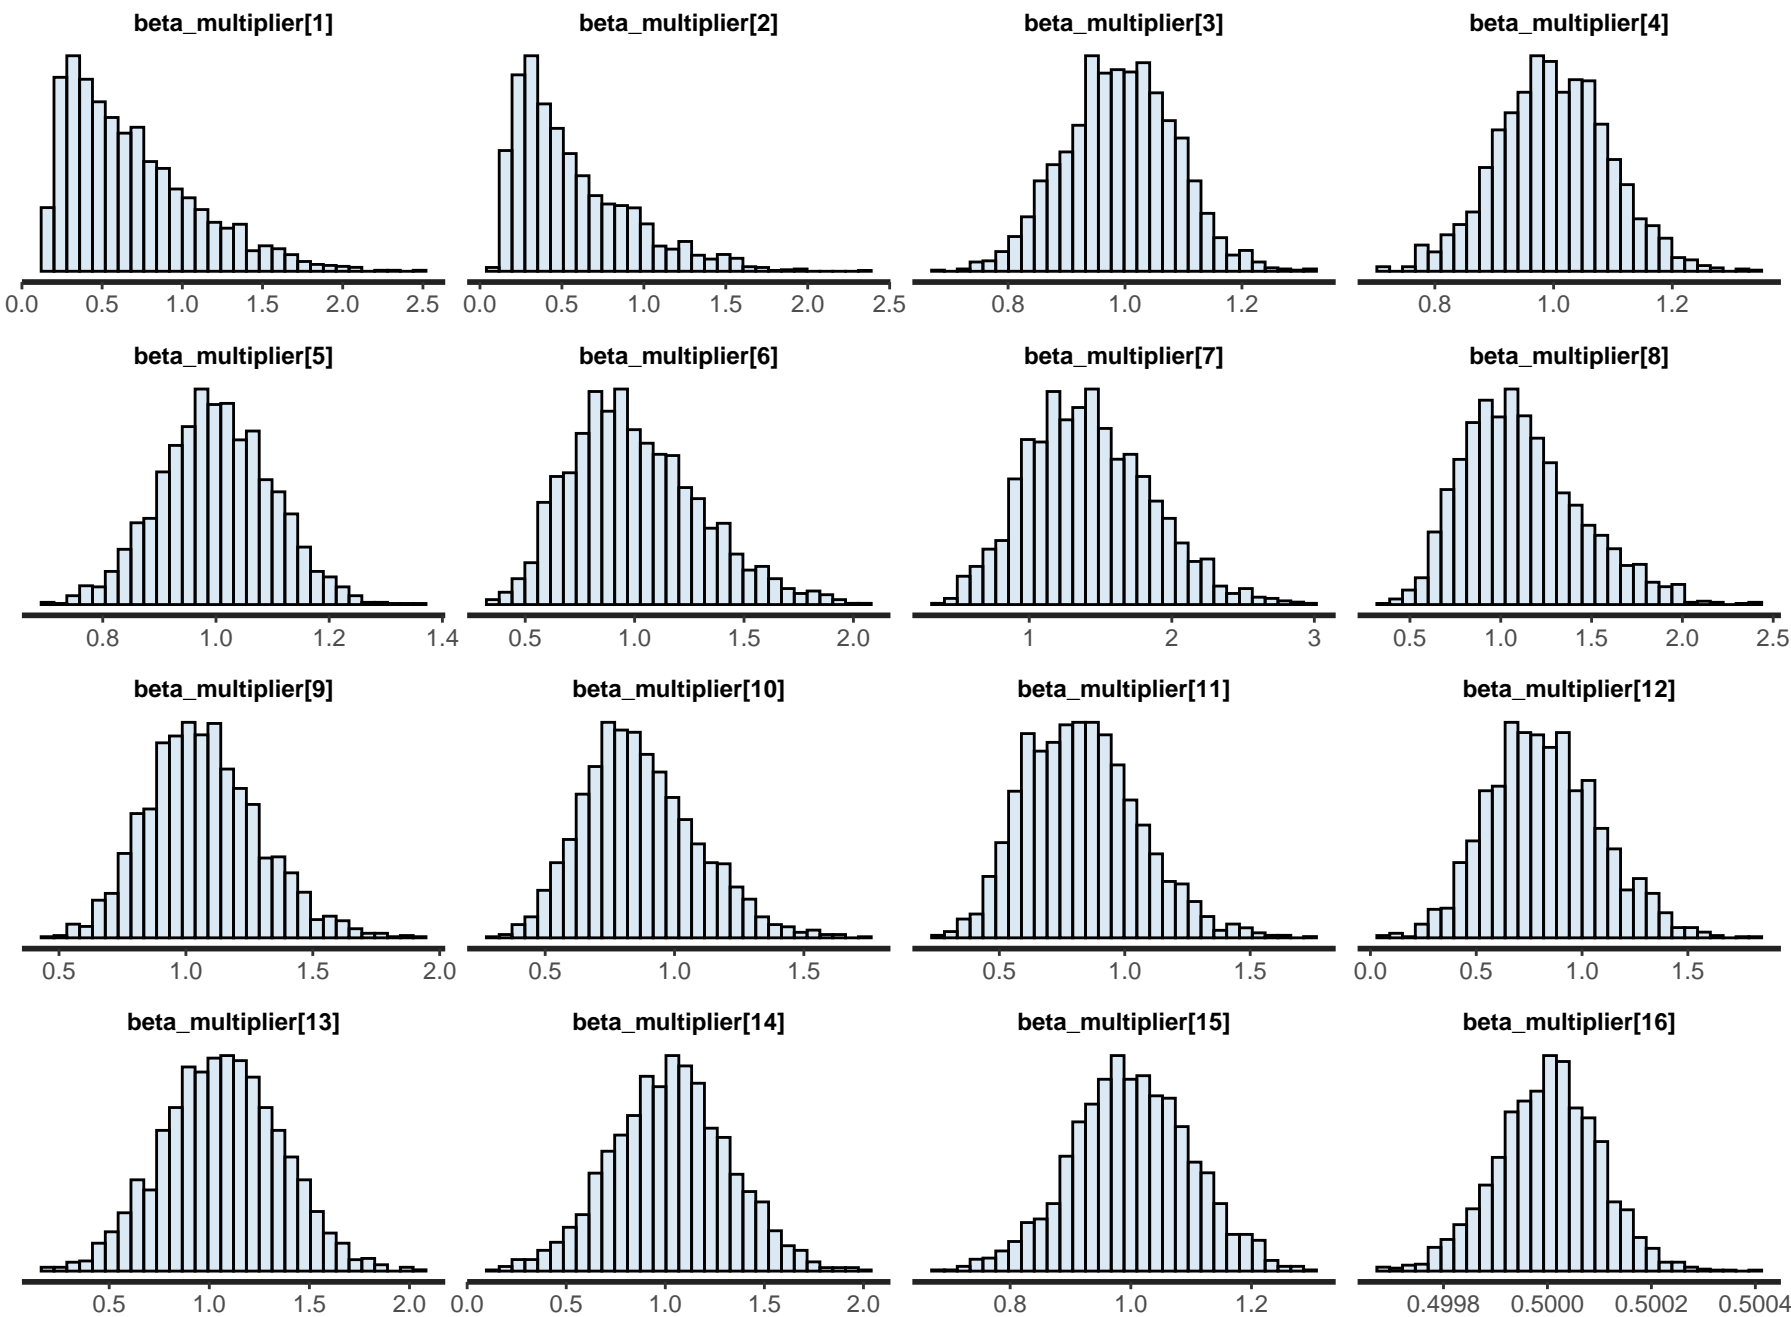 beta_multiplier[1] beta_multiplier[2] beta_multiplier[3] beta_multiplier[4]
0.0 0.5 1.0 1.5 2.0 2.5 0.0 0.5 1.0 1.5 2.0 2.5 0.8 1.0 1.2 0.8 1.0 1.2
beta_multiplier[5] beta_multiplier[6] beta_multiplier[7] beta_multiplier[8]
0.8 1.0 1.2 1.4 0.5 1.0 1.5 2.0 1 2 3 0.5 1.0 1.5 2.0 2.5
beta_multiplier[9] beta_multiplier[10] beta_multiplier[11] beta_multiplier[12]
0.5 1.0 1.5 2.0 0.5 1.0 1.5 0.5 1.0 1.5 0.0 0.5 1.0 1.5
beta_multiplier[13] beta_multiplier[14] beta_multiplier[15] beta_multiplier[16]
0.5 1.0 1.5 2.0 0.0 0.5 1.0 1.5 2.0 0.8 1.0 1.2 0.4998 0.5000 0.5002 0.5004